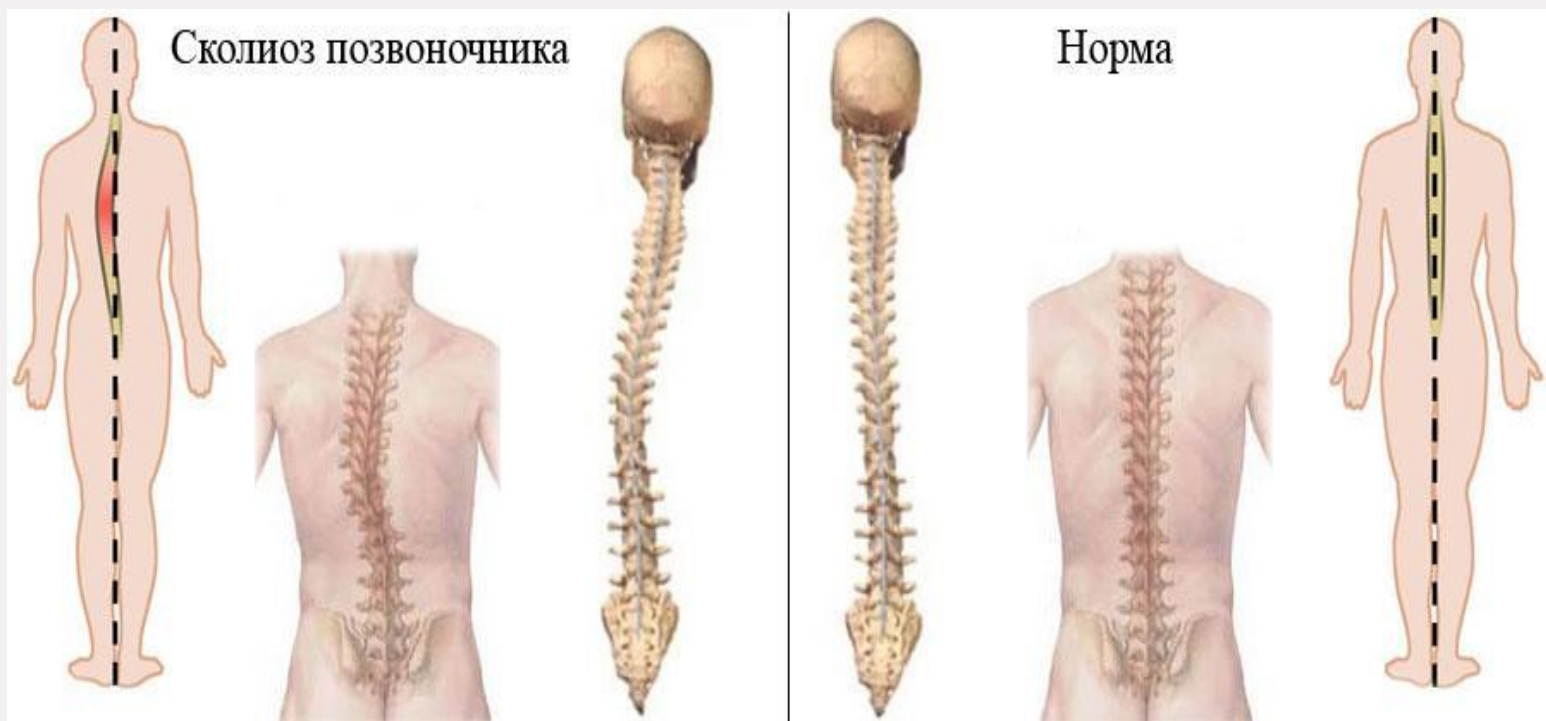 Сколиоз позвоночника
Норма